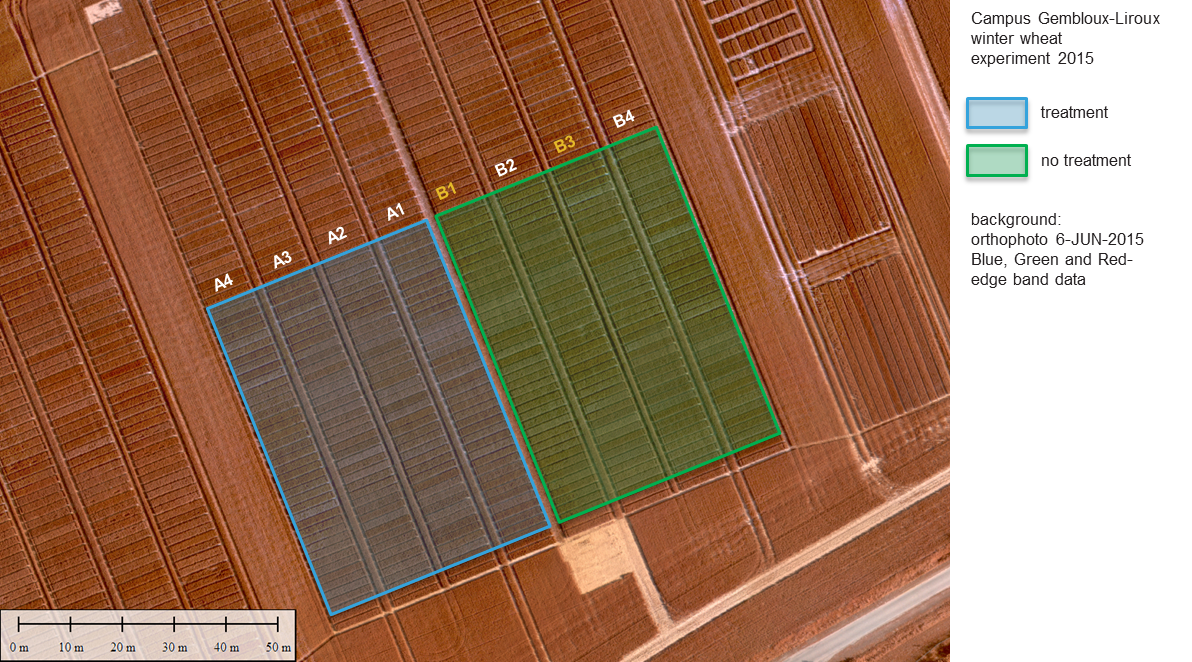 Campus Gembloux-Liroux
winter wheat
experiment 2015
treatment
no treatment
background:
orthophoto 6-JUN-2015
Blue, Green and Red-
edge band data
A4
A3
A2
A1
B1
B2
B3
B4
0 m 10 m 20 m 30 m 40 m 50 m